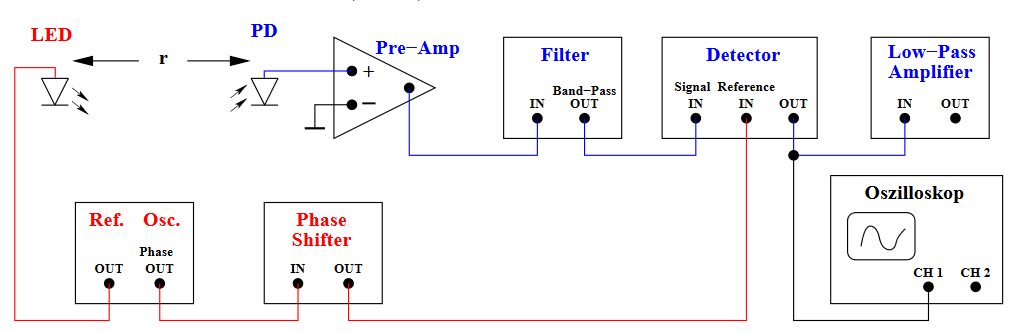 LED
r
PD
Pre−Amp
+
−
Filter
Band−Pass
IN OUT
Detector
Signal Reference
IN IN OUT
Low−Pass
Amplifier
IN OUT
Ref. Osc.
Phase
OUT OUT
Phase
Shifter
IN OUT
Oszilloskop
CH 1 CH 2